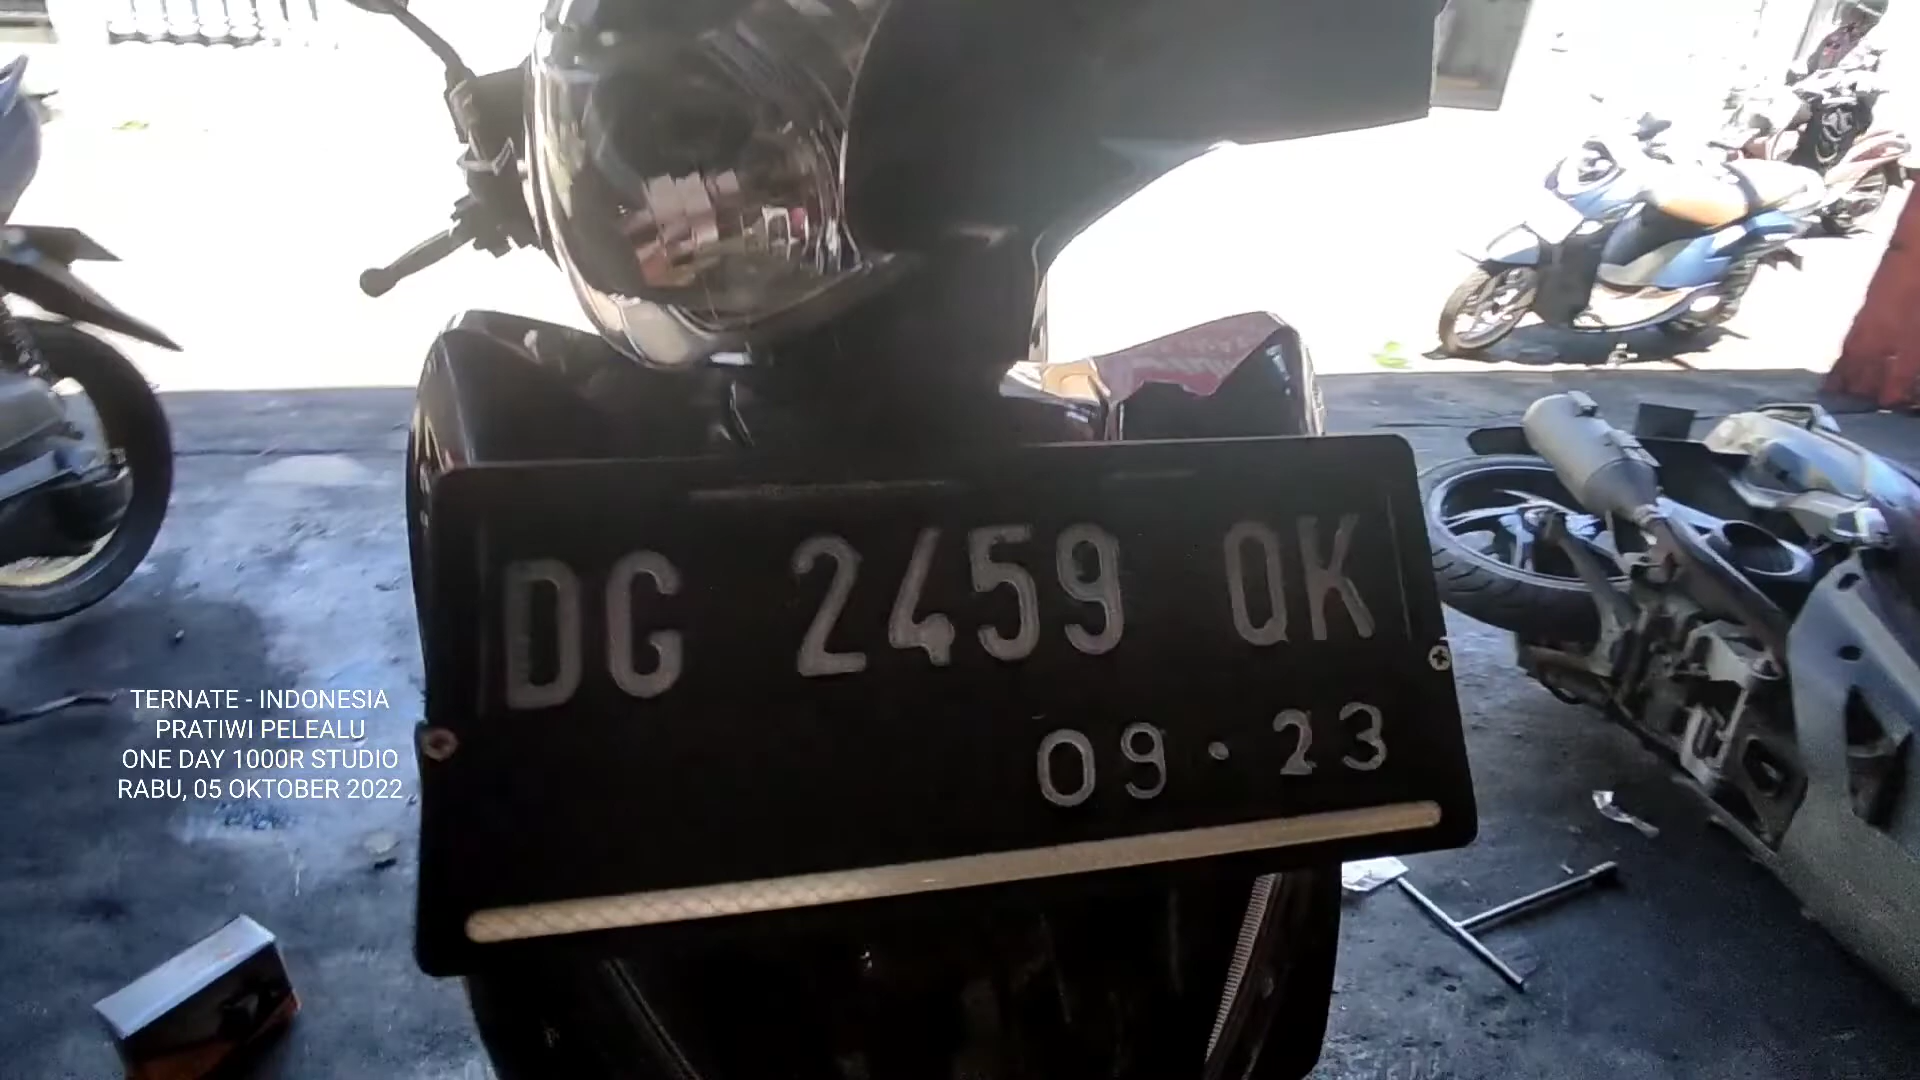 DG 2459 QK
09 · 23
TERNATE - INDONESIA
PRATIWI PELEALU
ONE DAY 1000R STUDIO
RABU, 05 OKTOBER 2022